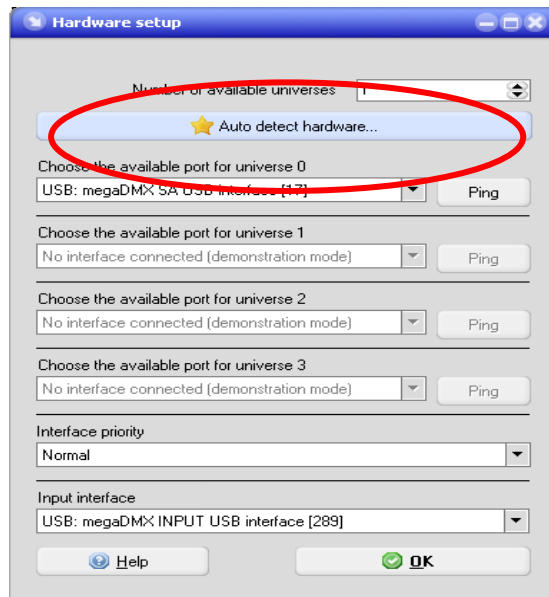 Hardware setup
Number of available universes 1
Auto detect hardware...
Choose the available port for universe 0
USB: megaDMX SA USB interface [17] Ping
Choose the available port for universe 1
No interface connected (demonstration mode) Ping
Choose the available port for universe 2
No interface connected (demonstration mode) Ping
Choose the available port for universe 3
No interface connected (demonstration mode) Ping
Interface priority
Normal
Input interface
USB: megaDMX INPUT USB interface [289]
Help OK